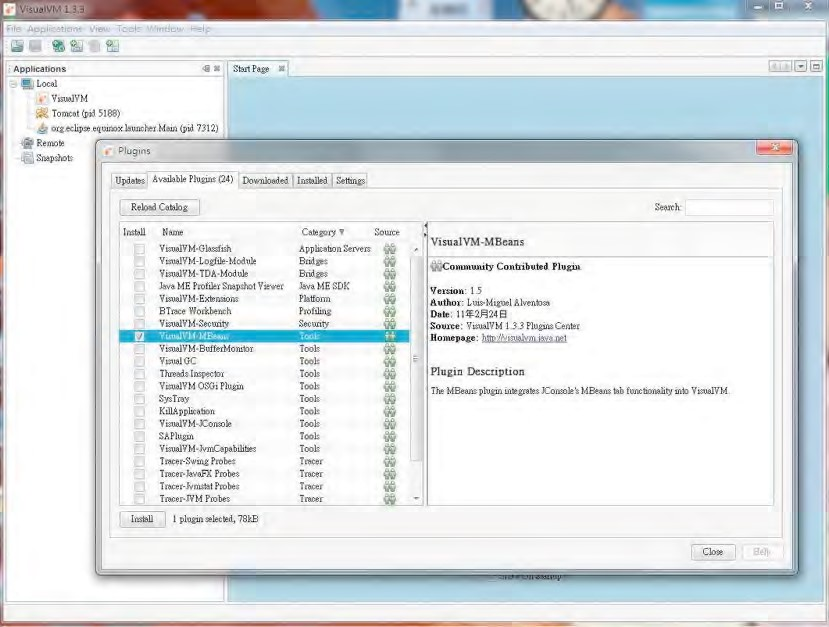 VisualVM 1.3.3
File Applications View Tools Window Help
Applications
Start Page
Local
VisualVM
Tomcat (pid 5188)
org.eclipse.equinox.launcher.Main (pid 7312)
Remote
Snapshots
Plugins
Updates Available Plugins (24) Downloaded Installed Settings
Reload Catalog
Search:
Install Name Category Source
VisualVM-Glassfish Application Servers
VisualVM-Logfile-Module Bridges
VisualVM-TDA-Module Bridges
Java ME Profiler Snapshot Viewer Java ME SDK
VisualVM-Extensions Platform
BTrace Workbench Profiling
VisualVM-Security Security
VisualVM-MBeans Tools
VisualVM-BufferMonitor Tools
Visual GC Tools
Threads Inspector Tools
VisualVM OSGi Plugin Tools
SysTray Tools
KillApplication Tools
VisualVM-JConsole Tools
SAPlugin Tools
VisualVM-JvmCapabilities Tools
Tracer-Swing Probes Tracer
Tracer-JavaFX Probes Tracer
Tracer-Jvmstat Probes Tracer
Tracer-JVM Probes Tracer
VisualVM-MBeans
Community Contributed Plugin
Version: 1.5
Author: Luis-Miguel Alventosa
Date: 11年2月24日
Source: VisualVM 1.3.3 Plugins Center
Homepage: http://visualvm.java.net
Plugin Description
The MBeans plugin integrates JConsole's MBeans tab functionality into VisualVM.
Install 1 plugin selected, 78kB
Close Help